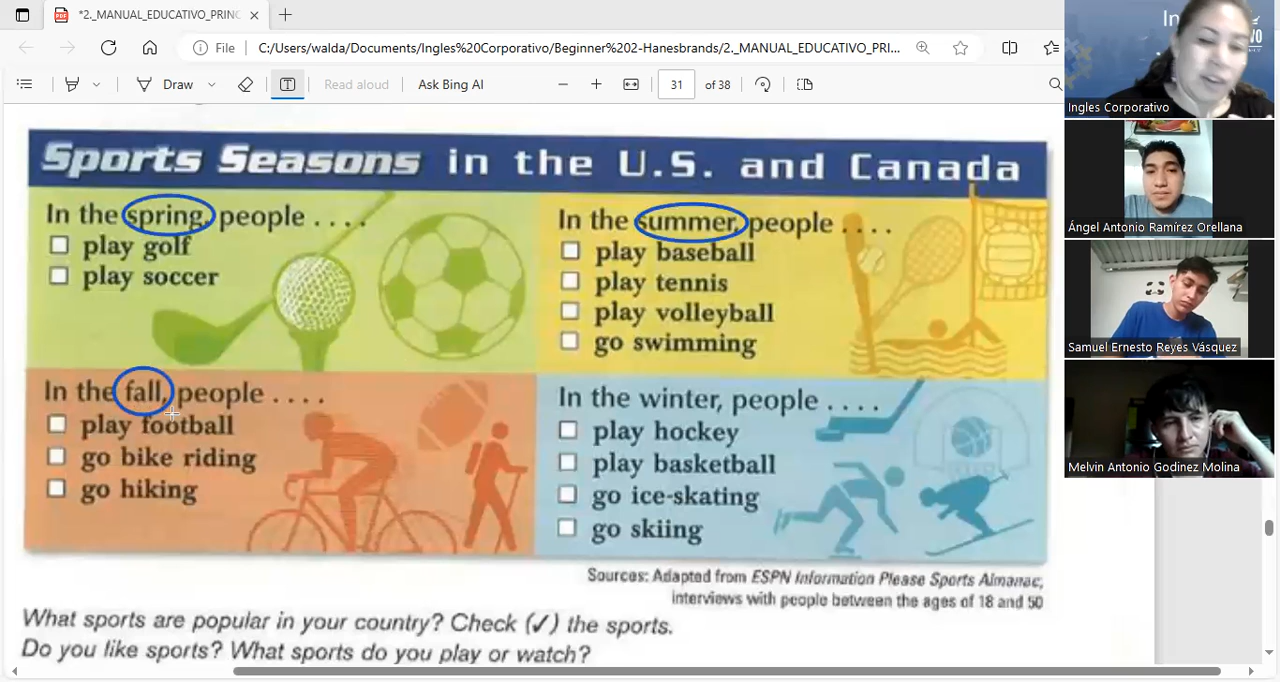 *2._MANUAL_EDUCATIVO_PRINC
File
C:/Users/walda/Documents/Ingles%20Corporativo/Beginner%202-Hanesbrands/2._MANUAL_EDUCATIVO_PRI...
Draw
Read aloud
Ask Bing AI
31
of 38
Sports Seasons in the U.S. and Canada
In the spring, people ....
play golf
play soccer
In the summer, people ....
play baseball
play tennis
play volleyball
go swimming
In the fall, people ....
play football
go bike riding
go hiking
In the winter, people ....
play hockey
play basketball
go ice-skating
go skiing
Sources: Adapted from ESPN Information Please Sports Almanac,
interviews with people between the ages of 18 and 50
What sports are popular in your country? Check (✓) the sports.
Do you like sports? What sports do you play or watch?
Ingles Corporativo
Ángel Antonio Ramírez Orellana
Samuel Ernesto Reyes Vásquez
Melvin Antonio Godinez Molina